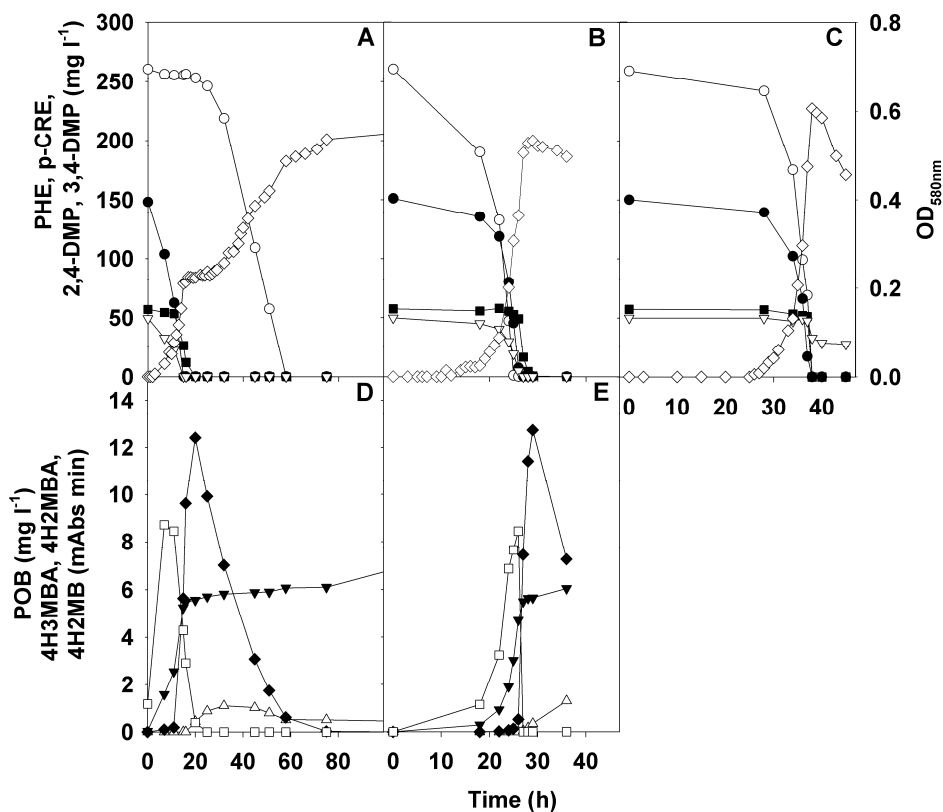 300
250
200
150
100
50
0
A
B
C
0.8
0.6
0.4
0.2
0.0
PHE, p-CRE,
2,4-DMP, 3,4-DMP (mg l⁻¹)
OD580nm
0 10 20 30 40
14
12
10
8
6
4
2
0
D
E
POB (mg l⁻¹)
4H3MBA, 4H2MBA,
4H2MB (mAbs min)
0 20 40 60 80
0 10 20 30 40
Time (h)